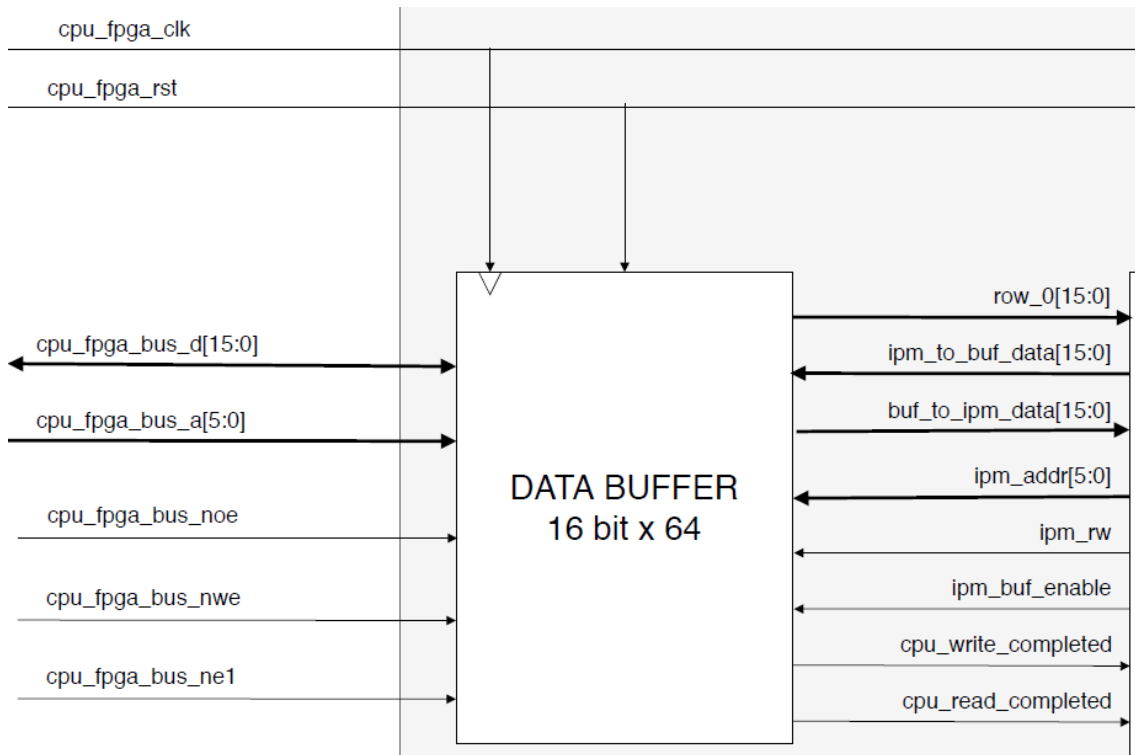 cpu_fpga_clk
cpu_fpga_rst
cpu_fpga_bus_d[15:0]
cpu_fpga_bus_a[5:0]
cpu_fpga_bus_noe
cpu_fpga_bus_nwe
cpu_fpga_bus_ne1
DATA BUFFER
16 bit x 64
row_0[15:0]
ipm_to_buf_data[15:0]
buf_to_ipm_data[15:0]
ipm_addr[5:0]
ipm_rw
ipm_buf_enable
cpu_write_completed
cpu_read_completed